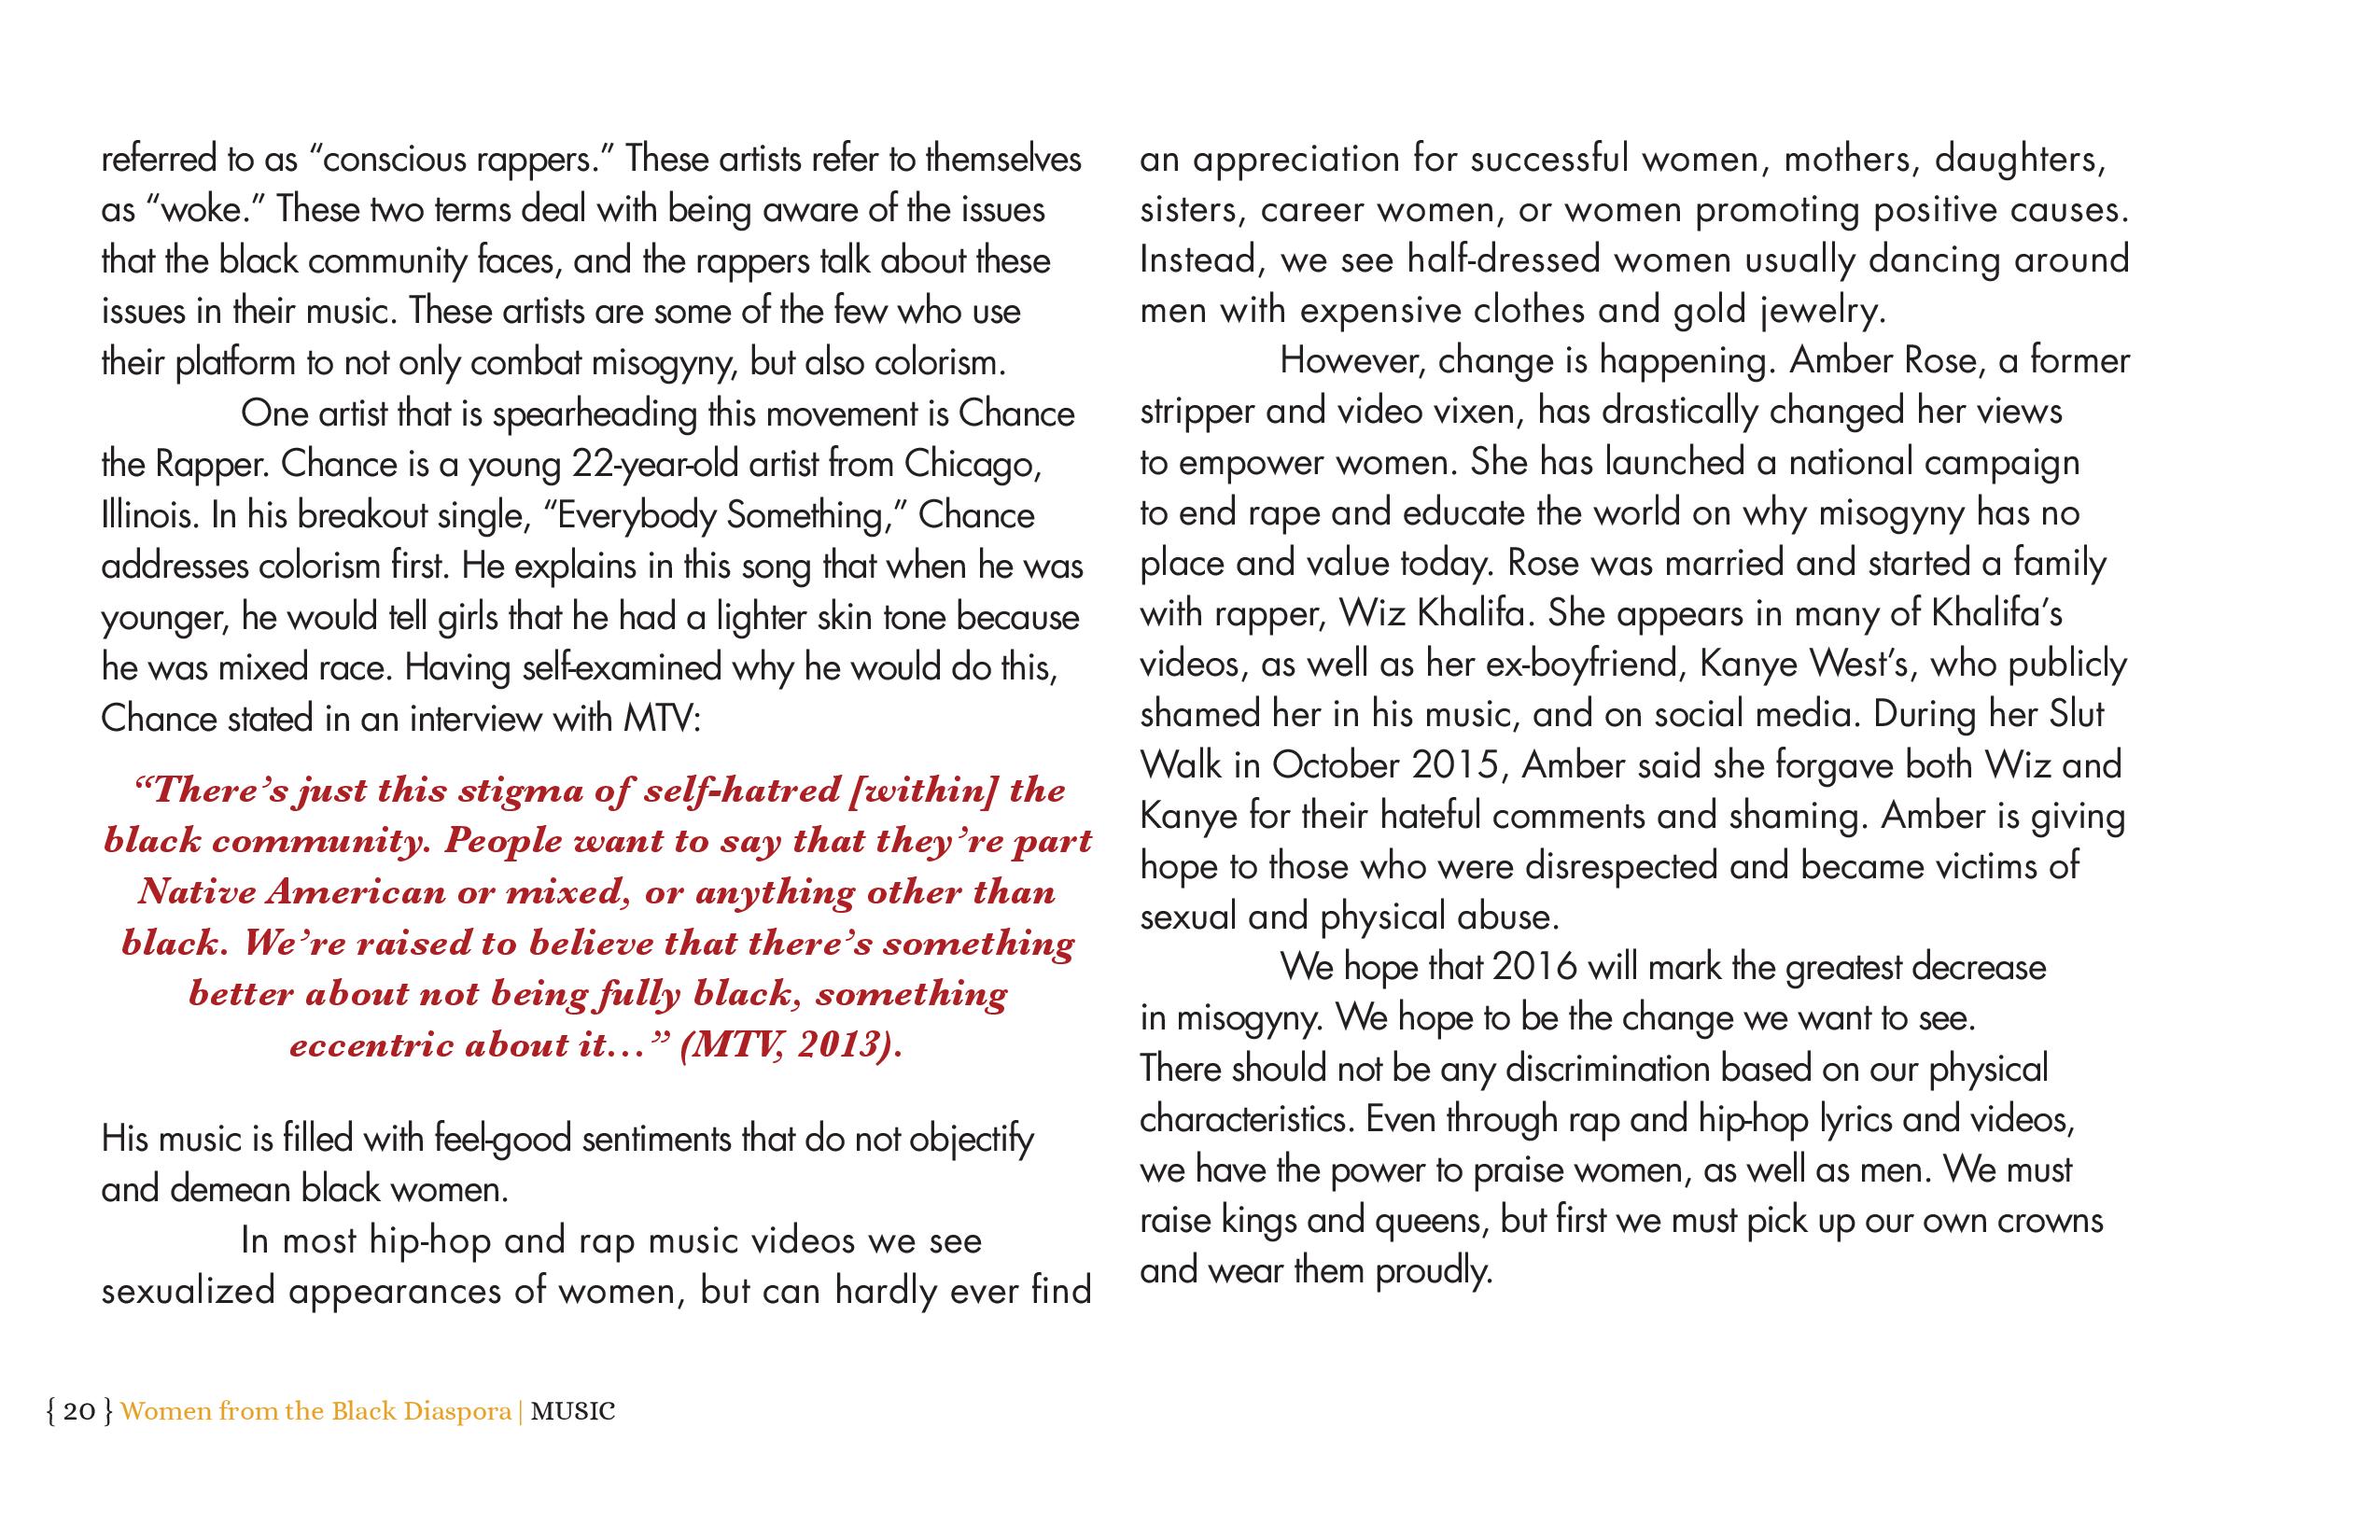 referred to as “conscious rappers.” These artists refer to themselves
as “woke.” These two terms deal with being aware of the issues
that the black community faces, and the rappers talk about these
issues in their music. These artists are some of the few who use
their platform to not only combat misogyny, but also colorism.
One artist that is spearheading this movement is Chance
the Rapper. Chance is a young 22-year-old artist from Chicago,
Illinois. In his breakout single, “Everybody Something,” Chance
addresses colorism first. He explains in this song that when he was
younger, he would tell girls that he had a lighter skin tone because
he was mixed race. Having self-examined why he would do this,
Chance stated in an interview with MTV:
“There’s just this stigma of self-hatred [within] the
black community. People want to say that they’re part
Native American or mixed, or anything other than
black. We’re raised to believe that there’s something
better about not being fully black, something
eccentric about it…” (MTV, 2013).
His music is filled with feel-good sentiments that do not objectify
and demean black women.
In most hip-hop and rap music videos we see
sexualized appearances of women, but can hardly ever find
an appreciation for successful women, mothers, daughters,
sisters, career women, or women promoting positive causes.
Instead, we see half-dressed women usually dancing around
men with expensive clothes and gold jewelry.
However, change is happening. Amber Rose, a former
stripper and video vixen, has drastically changed her views
to empower women. She has launched a national campaign
to end rape and educate the world on why misogyny has no
place and value today. Rose was married and started a family
with rapper, Wiz Khalifa. She appears in many of Khalifa’s
videos, as well as her ex-boyfriend, Kanye West’s, who publicly
shamed her in his music, and on social media. During her Slut
Walk in October 2015, Amber said she forgave both Wiz and
Kanye for their hateful comments and shaming. Amber is giving
hope to those who were disrespected and became victims of
sexual and physical abuse.
We hope that 2016 will mark the greatest decrease
in misogyny. We hope to be the change we want to see.
There should not be any discrimination based on our physical
characteristics. Even through rap and hip-hop lyrics and videos,
we have the power to praise women, as well as men. We must
raise kings and queens, but first we must pick up our own crowns
and wear them proudly.
{ 20 } Women from the Black Diaspora | MUSIC